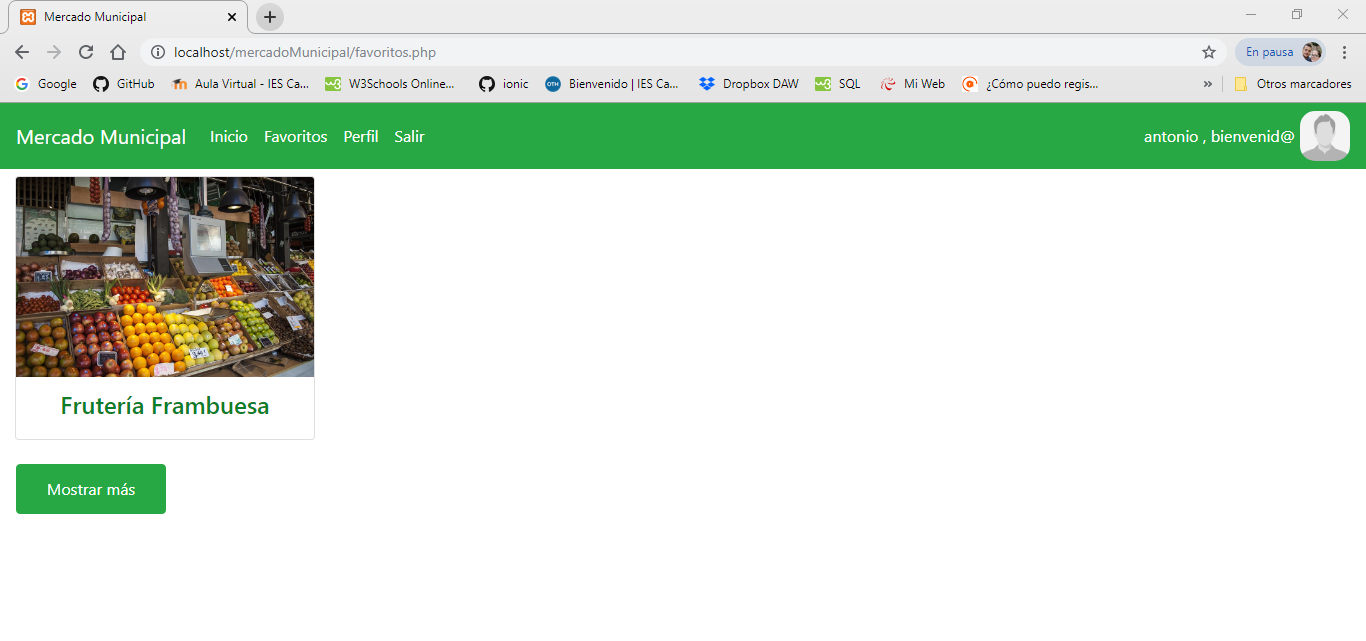 Mercado Municipal
localhost/mercadoMunicipal/favoritos.php
En pausa
Google GitHub Aula Virtual - IES Ca... W3Schools Online... ionic Bienvenido | IES Ca... Dropbox DAW SQL Mi Web ¿Cómo puedo regis... » Otros marcadores
Mercado Municipal Inicio Favoritos Perfil Salir antonio , bienvenid@
Frutería Frambuesa
Mostrar más